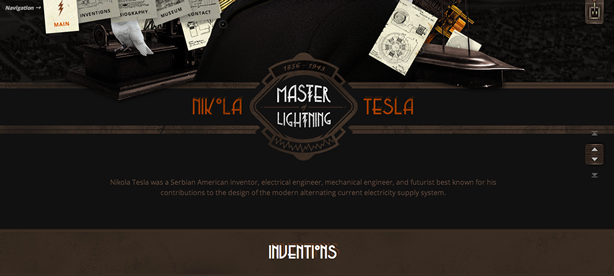 Navigation →
MAIN
INVENTIONS
BIOGRAPHY
MUSEUM
CONTACT
1856 - 1943
NIKOLA
MASTER
of
LIGHTNING
TESLA
Nikola Tesla was a Serbian American inventor, electrical engineer, mechanical engineer, and futurist best known for his
contributions to the design of the modern alternating current electricity supply system.
INVENTIONS